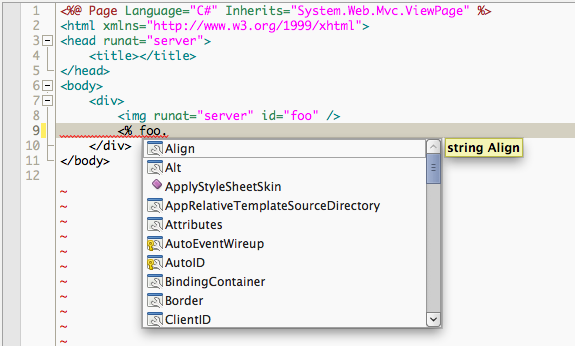 1 <%@ Page Language="C#" Inherits="System.Web.Mvc.ViewPage" %>
2 <html xmlns="http://www.w3.org/1999/xhtml">
3 <head runat="server">
4 <title></title>
5 </head>
6 <body>
7 <div>
8 <img runat="server" id="foo" />
9 <% foo.
10 </div>
11 </body>
12
Align
string Align
Alt
ApplyStyleSheetSkin
AppRelativeTemplateSourceDirectory
Attributes
AutoEventWireup
AutoID
BindingContainer
Border
ClientID
~
~
~
~
~
~
~
~
~